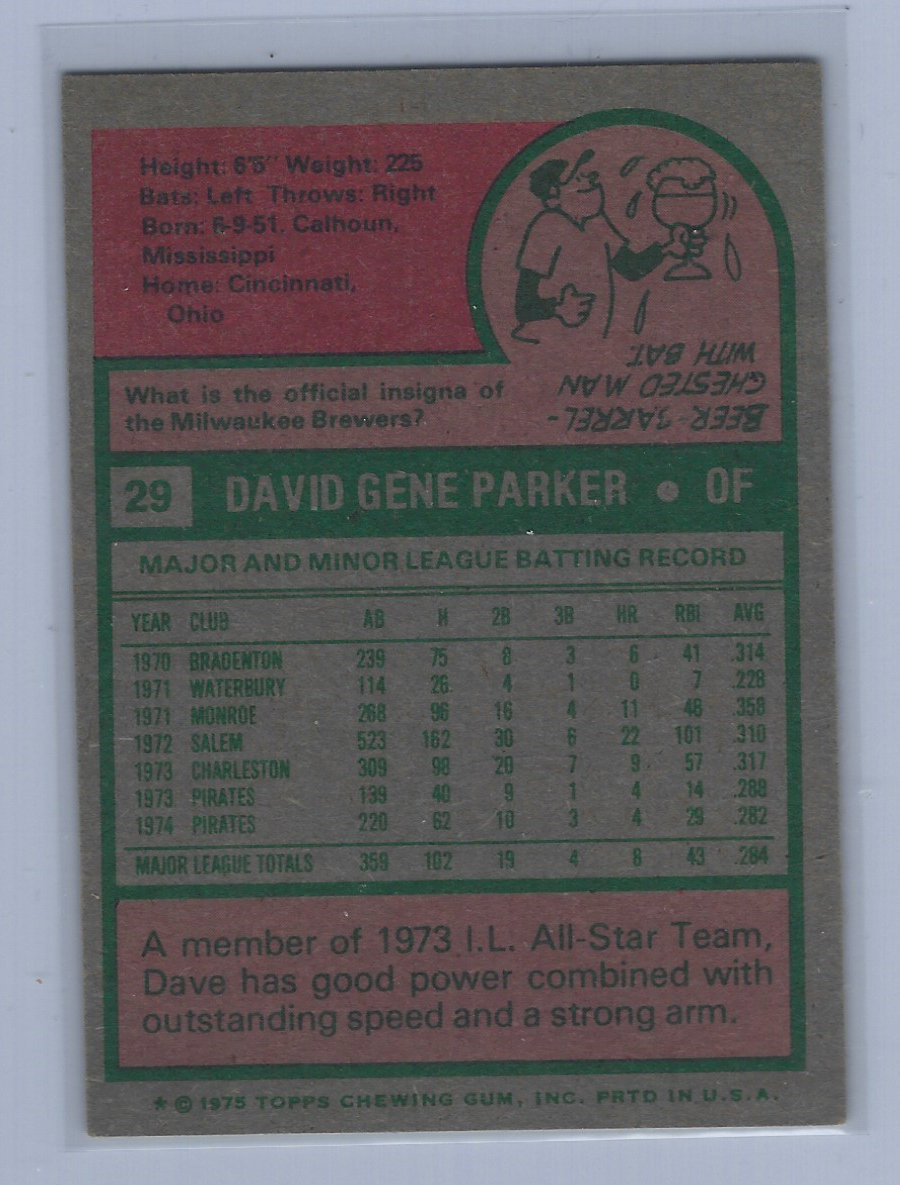 Height: 6'5" Weight: 225
Bats: Left Throws: Right
Born: 6-9-51, Calhoun,
Mississippi
Home: Cincinnati,
Ohio
What is the official insigna of
the Milwaukee Brewers?
BEER-BARREL-
CHESTED MAN
WITH BAT.
29 DAVID GENE PARKER • OF
MAJOR AND MINOR LEAGUE BATTING RECORD
YEAR CLUB AB H 2B 3B HR RBI AVG
1970 BRADENTON 239 75 8 3 6 41 .314
1971 WATERBURY 114 26 4 1 0 7 .228
1971 MONROE 268 96 16 4 11 48 .358
1972 SALEM 523 162 30 6 22 101 .310
1973 CHARLESTON 309 98 20 7 9 57 .317
1973 PIRATES 139 40 9 1 4 14 .288
1974 PIRATES 220 62 10 3 4 29 .282
MAJOR LEAGUE TOTALS 359 102 19 4 8 43 .284
A member of 1973 I.L. All-Star Team,
Dave has good power combined with
outstanding speed and a strong arm.
* © 1975 TOPPS CHEWING GUM, INC. PRTD IN U.S.A.